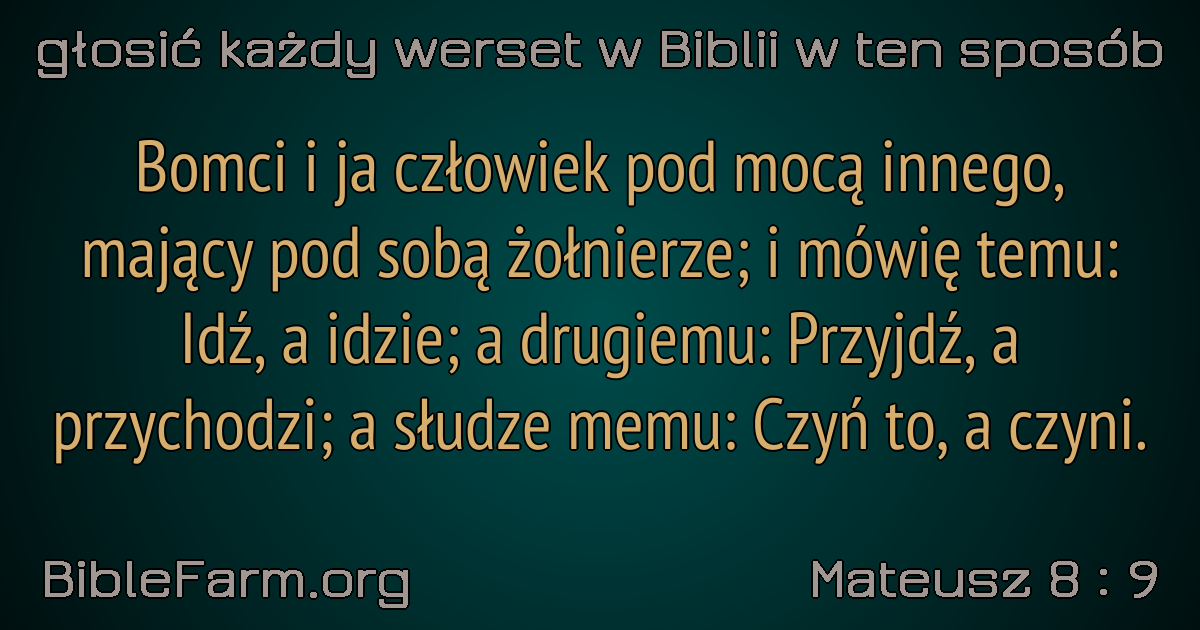 głosić każdy werset w Biblii w ten sposób
Bomci i ja człowiek pod mocą innego,
mający pod sobą żołnierze; i mówię temu:
Idź, a idzie; a drugiemu: Przyjdź, a
przychodzi; a słudze memu: Czyń to, a czyni.
BibleFarm.org
Mateusz 8 : 9